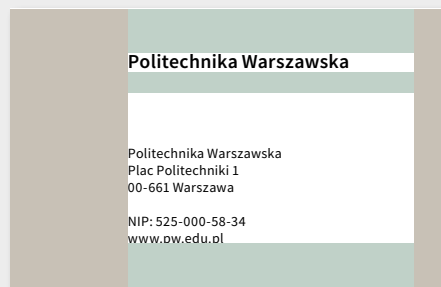 Politechnika Warszawska
Politechnika Warszawska
Plac Politechniki 1
00-661 Warszawa
NIP: 525-000-58-34
www.pw.edu.pl